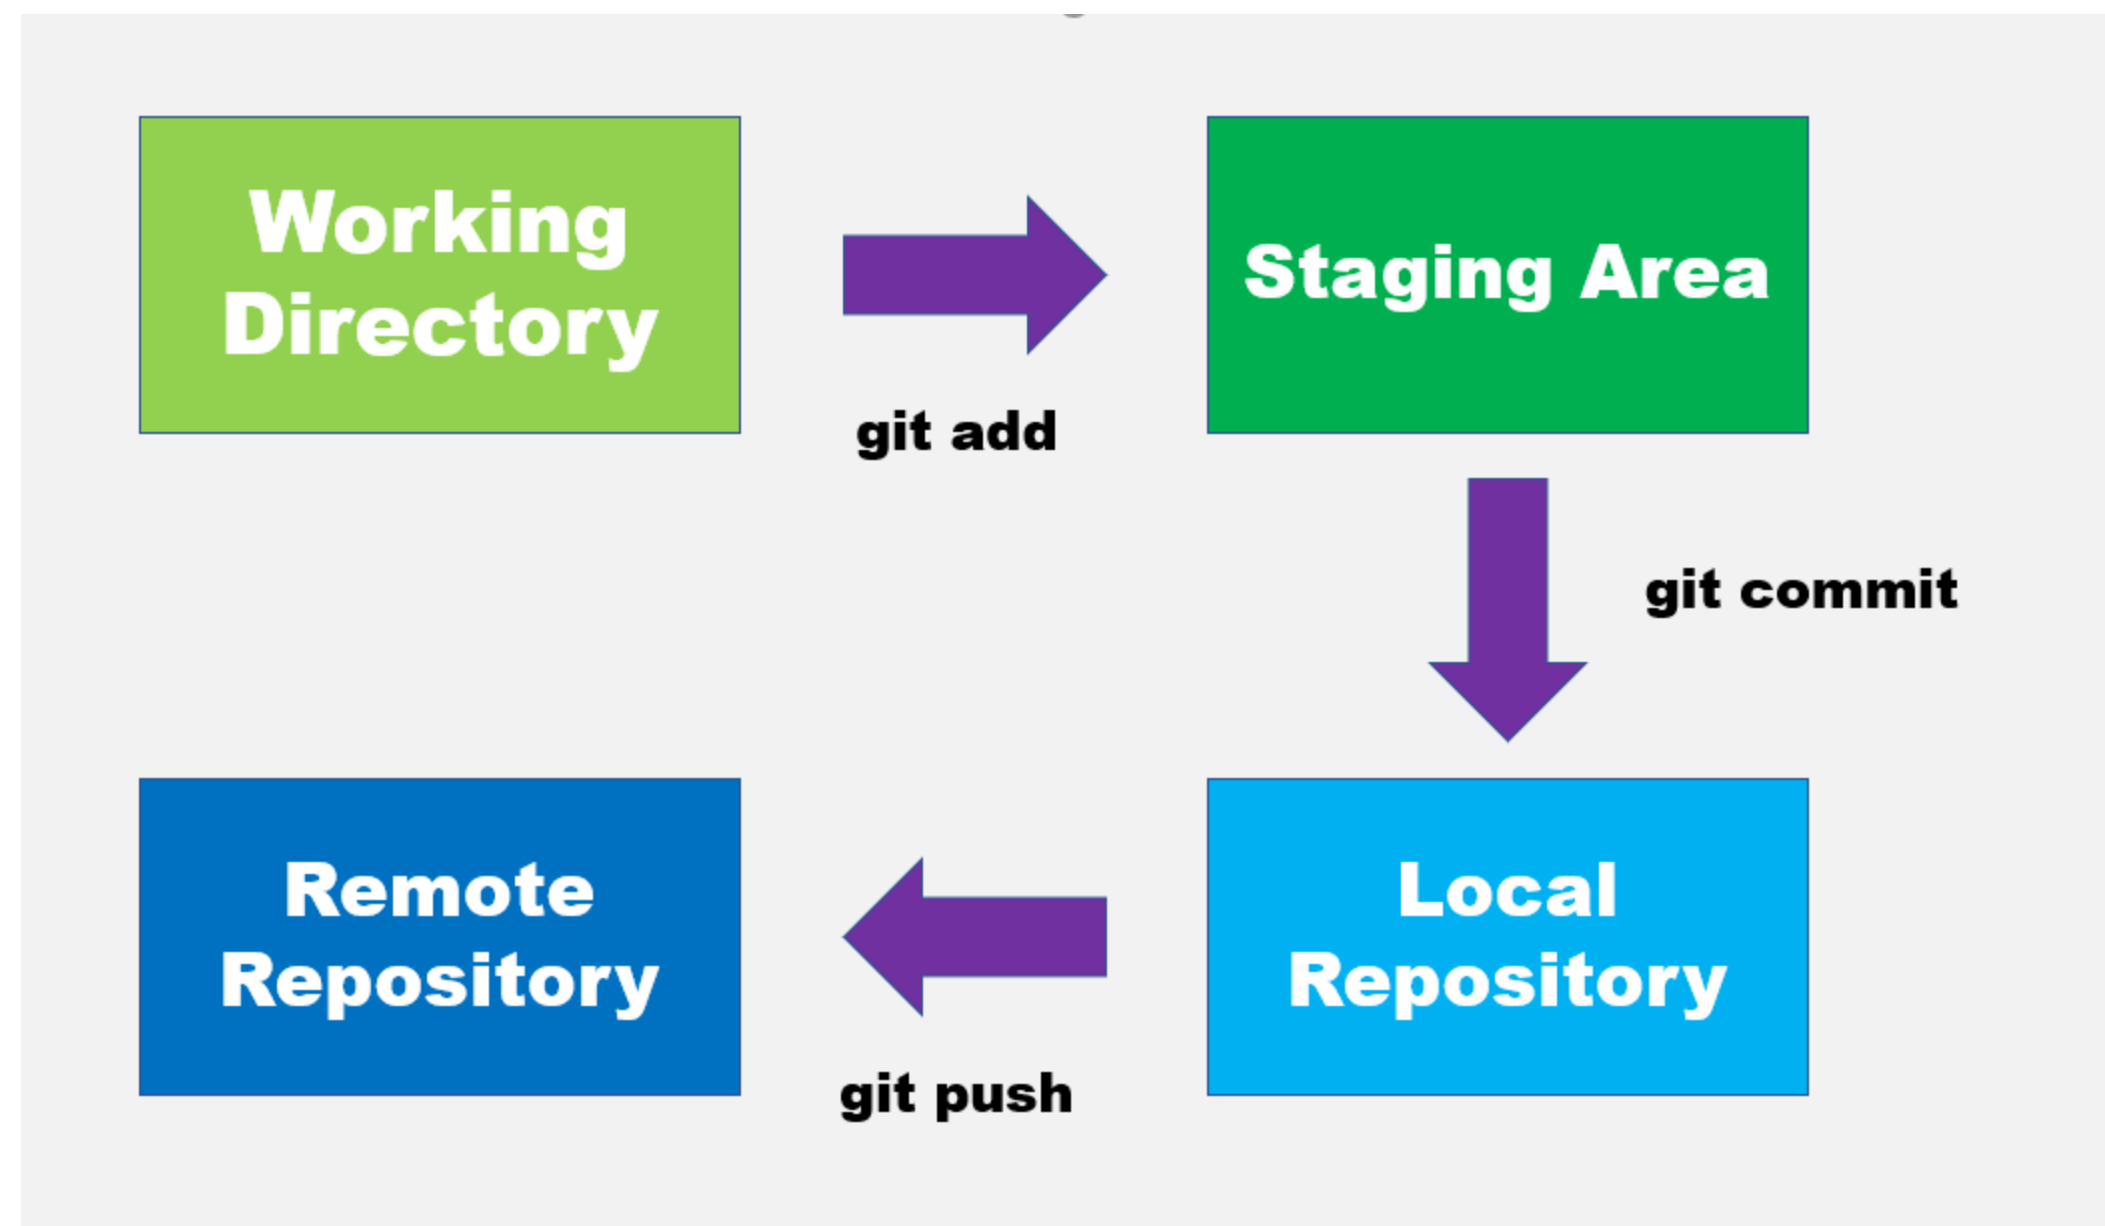 Working
Directory
git add
Staging Area
git commit
Local
Repository
git push
Remote
Repository